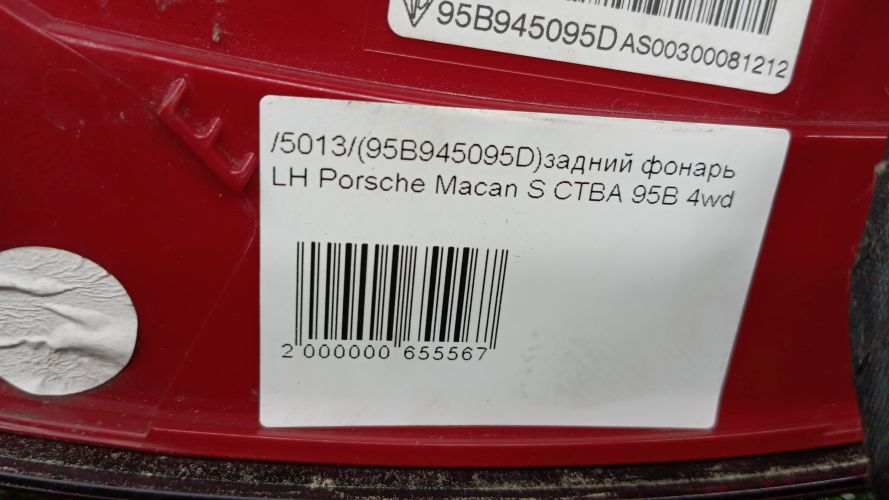 95B945095D AS00300081212
/5013/(95B945095D)задний фонарь
LH Porsche Macan S CTBA 95B 4wd
2 000000 655567